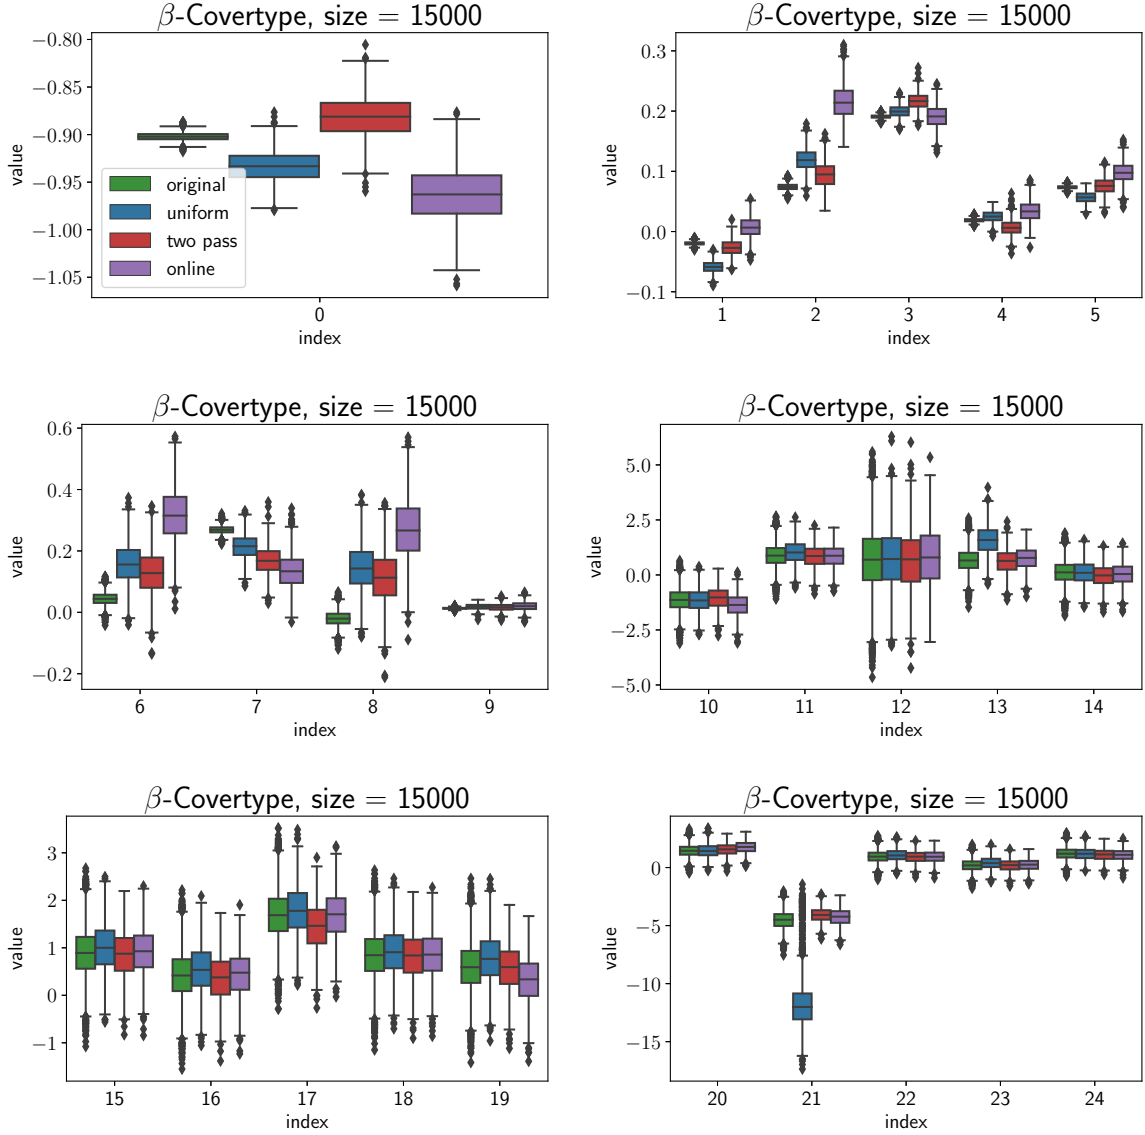 β-Covertype, size = 15000
−0.80
−0.85
−0.90
−0.95
−1.00
−1.05
value
original
uniform
two pass
online
0
index
β-Covertype, size = 15000
0.3
0.2
0.1
0.0
−0.1
value
1 2 3 4 5
index
β-Covertype, size = 15000
0.6
0.4
0.2
0.0
−0.2
value
6 7 8 9
index
β-Covertype, size = 15000
5.0
2.5
0.0
−2.5
−5.0
value
10 11 12 13 14
index
β-Covertype, size = 15000
3
2
1
0
−1
value
15 16 17 18 19
index
β-Covertype, size = 15000
0
−5
−10
−15
value
20 21 22 23 24
index